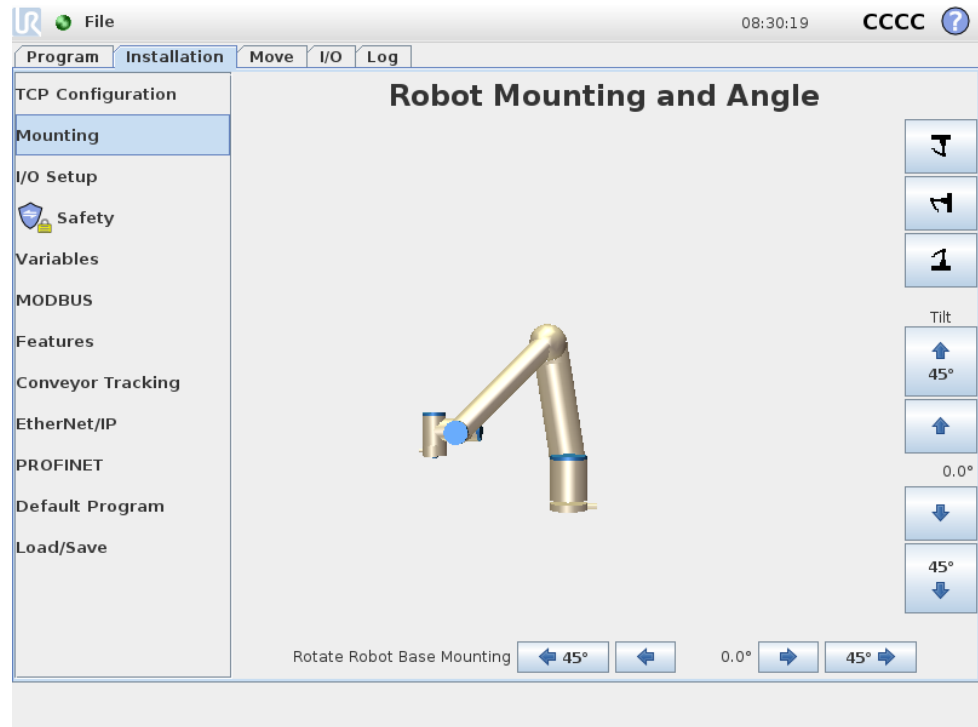 UR File 08:30:19 CCCC ?
Program Installation Move I/O Log
TCP Configuration
Mounting
I/O Setup
Safety
Variables
MODBUS
Features
Conveyor Tracking
EtherNet/IP
PROFINET
Default Program
Load/Save
Robot Mounting and Angle
Tilt
45°
0.0°
45°
Rotate Robot Base Mounting 45° 0.0° 45°